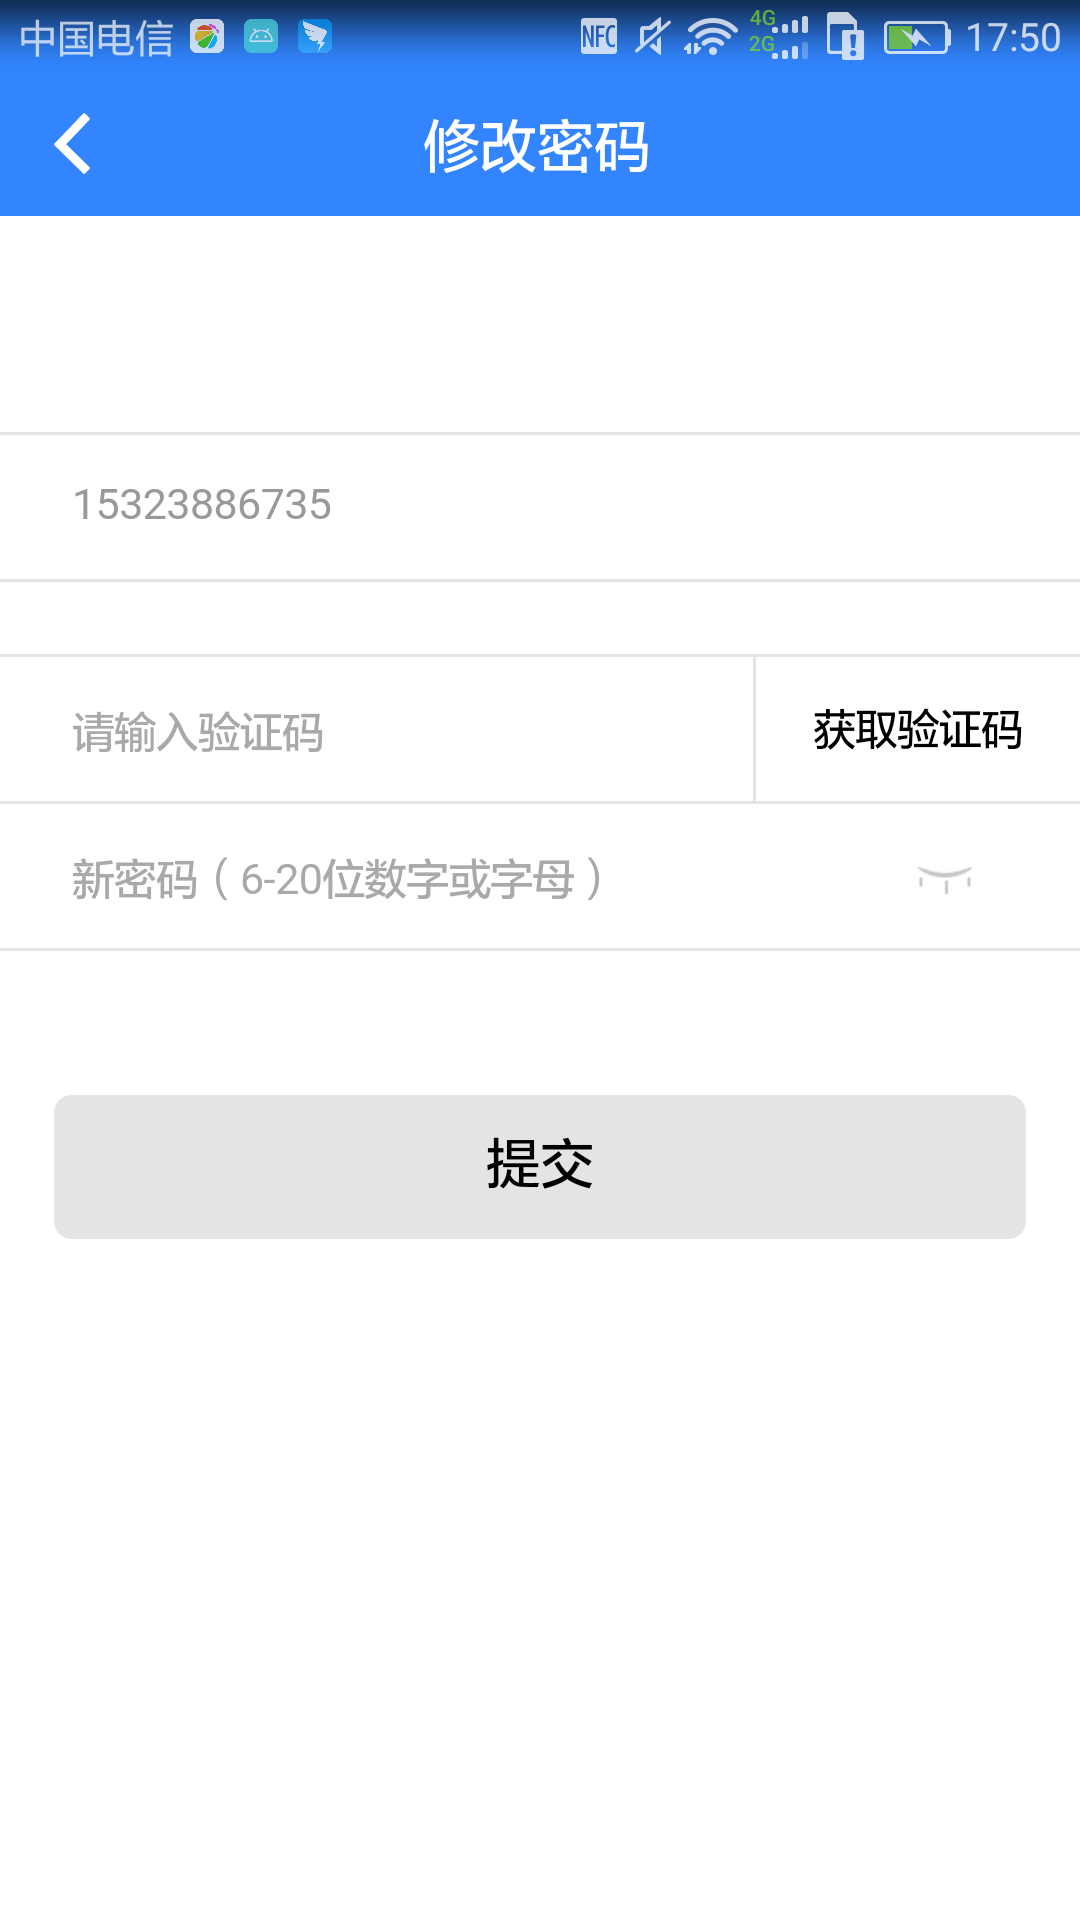 中国电信 NFC 4G 2G 17:50
修改密码
15323886735
请输入验证码 获取验证码
新密码（6-20位数字或字母）
提交